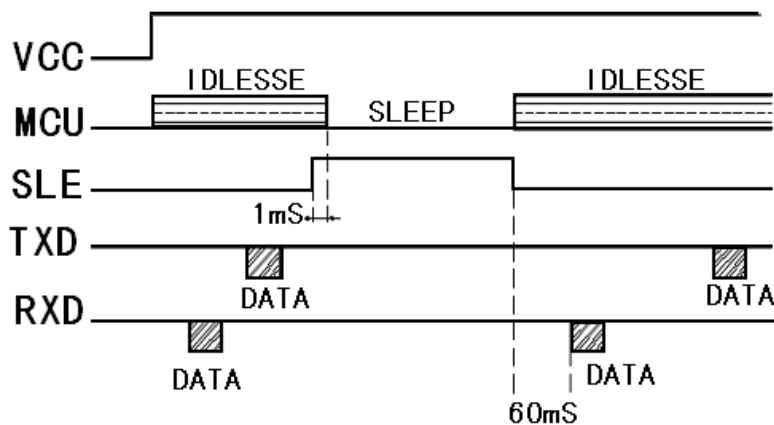 VCC
IDLESSE
IDLESSE
MCU
SLEEP
SLE
1mS
TXD
DATA
DATA
RXD
DATA
DATA
60mS